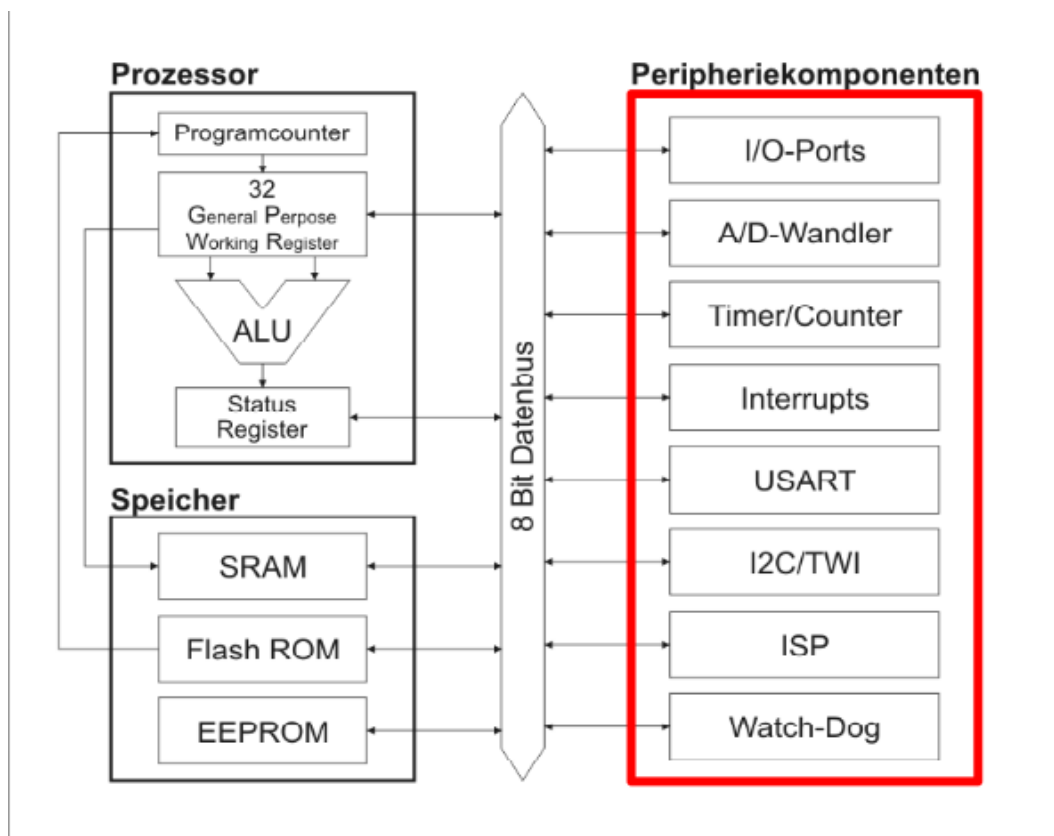 Prozessor
Programcounter
32
General Perpose
Working Register
ALU
Status
Register
Speicher
SRAM
Flash ROM
EEPROM
8 Bit Datenbus
Peripheriekomponenten
I/O-Ports
A/D-Wandler
Timer/Counter
Interrupts
USART
I2C/TWI
ISP
Watch-Dog